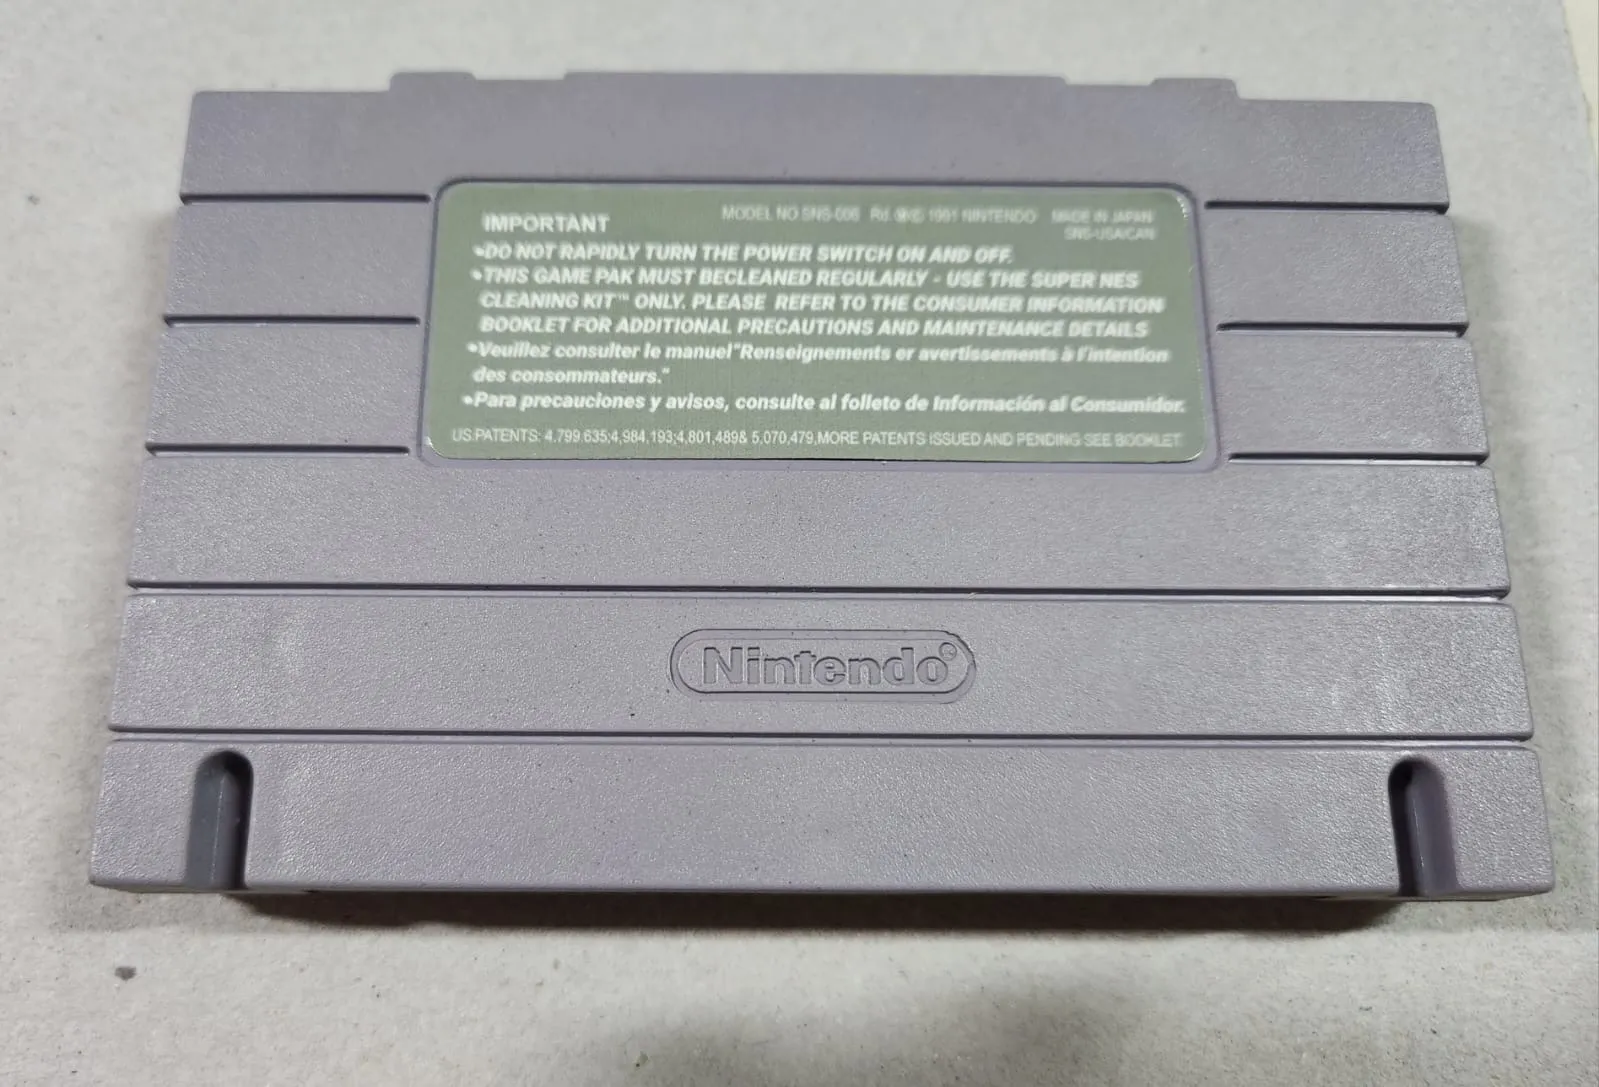 IMPORTANT
MODEL NO SNS-006 1991 NINTENDO MADE IN JAPAN
SNS-USA/CAN
•DO NOT RAPIDLY TURN THE POWER SWITCH ON AND OFF.
•THIS GAME PAK MUST BECLEANED REGULARLY - USE THE SUPER NES
CLEANING KIT™ ONLY. PLEASE REFER TO THE CONSUMER INFORMATION
BOOKLET FOR ADDITIONAL PRECAUTIONS AND MAINTENANCE DETAILS
•Veuillez consulter le manuel"Renseignements er avertissements à l'intention
des consommateurs."
•Para precauciones y avisos, consulte al folleto de Información al Consumidor.
US.PATENTS: 4.799.635;4,984,193;4,801,489& 5,070,479,MORE PATENTS ISSUED AND PENDING SEE BOOKLET
Nintendo